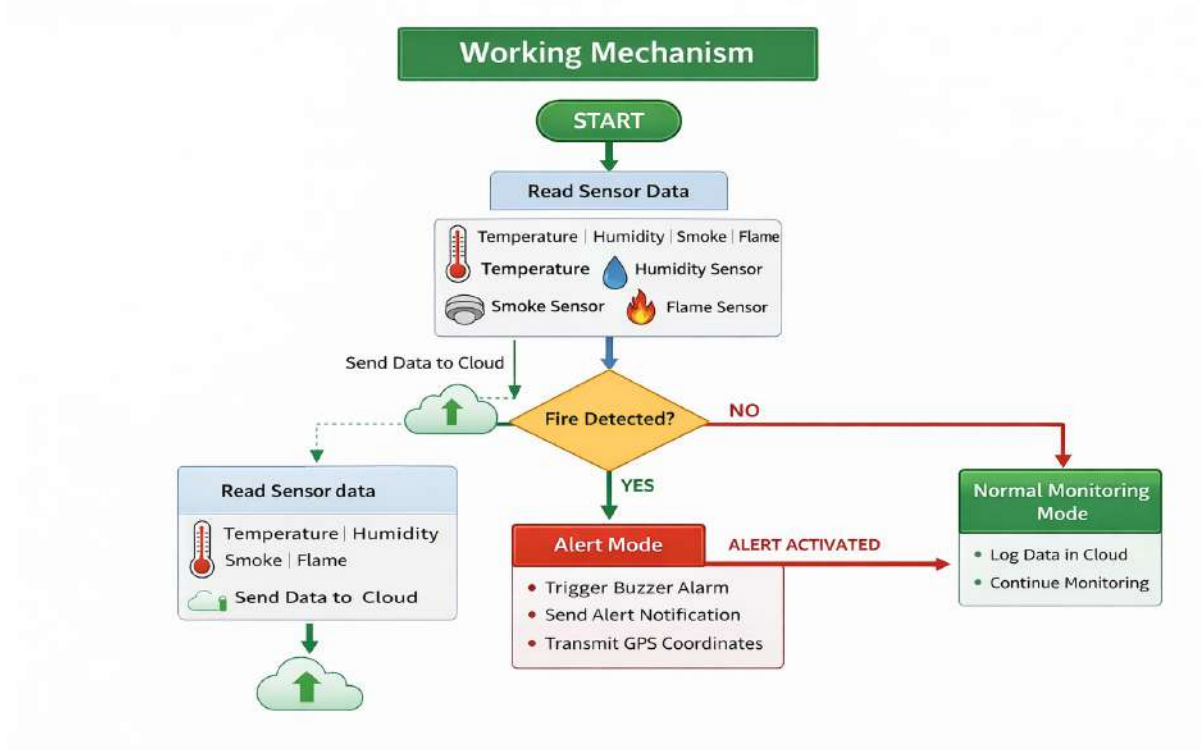 Working Mechanism
START
Read Sensor Data
Temperature | Humidity | Smoke | Flame
Temperature
Humidity Sensor
Smoke Sensor
Flame Sensor
Send Data to Cloud
Fire Detected?
NO
YES
Read Sensor data
Temperature | Humidity
Smoke | Flame
Send Data to Cloud
Alert Mode
• Trigger Buzzer Alarm
• Send Alert Notification
• Transmit GPS Coordinates
ALERT ACTIVATED
Normal Monitoring
Mode
• Log Data in Cloud
• Continue Monitoring